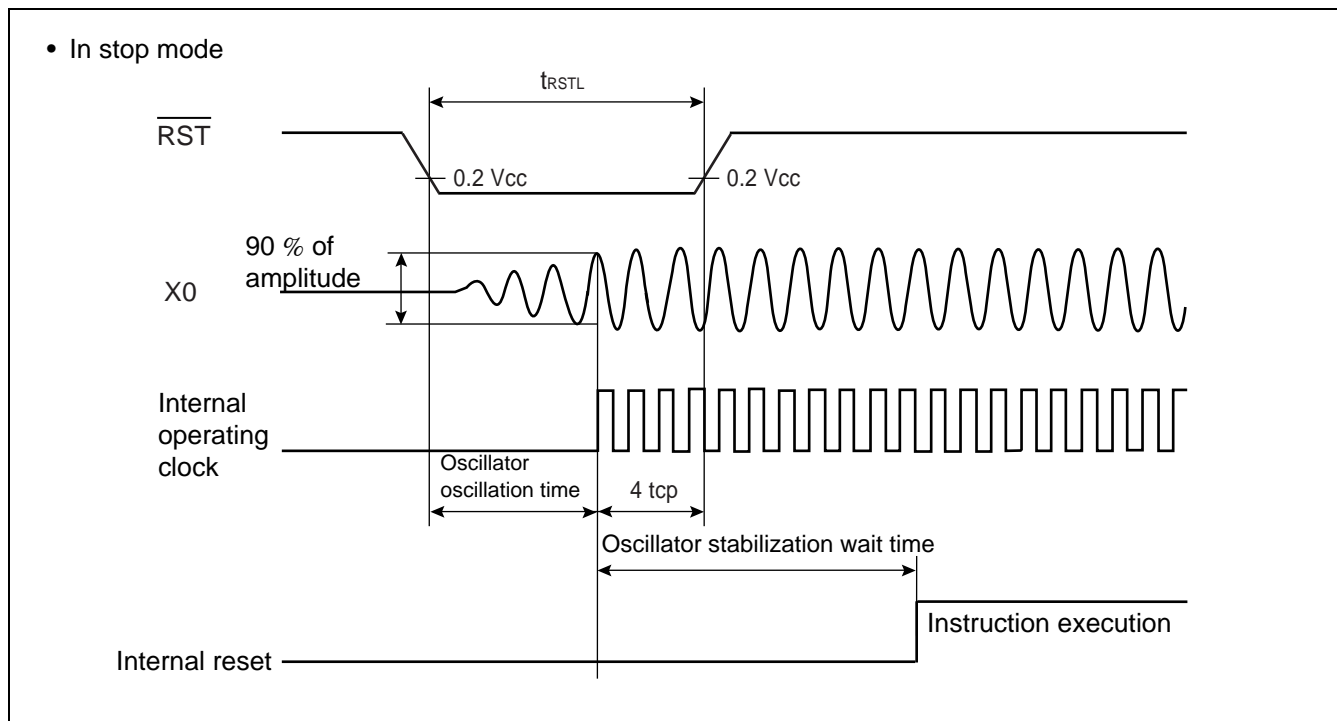 • In stop mode
tRSTL
RST
0.2 Vcc
0.2 Vcc
90 % of
amplitude
X0
Internal
operating
clock
Oscillator
oscillation time
4 tcp
Oscillator stabilization wait time
Instruction execution
Internal reset